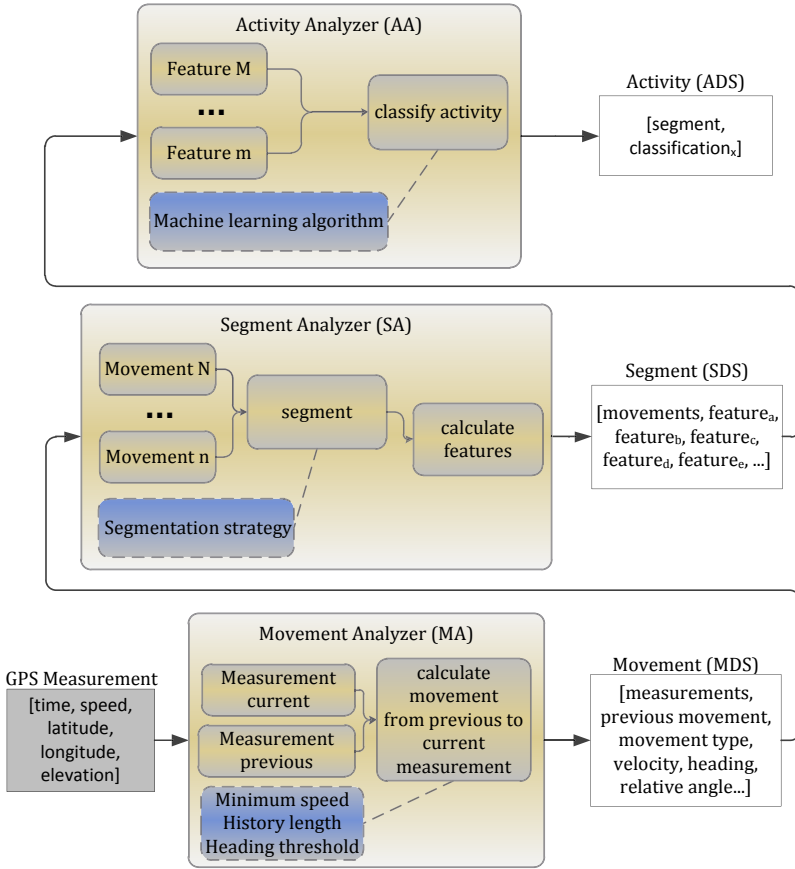 Activity Analyzer (AA)
Feature M
...
Feature m
classify activity
Machine learning algorithm
Activity (ADS)
[segment,
classificationₓ]
Segment Analyzer (SA)
Movement N
...
Movement n
segment
calculate
features
Segmentation strategy
Segment (SDS)
[movements, featureₐ,
feature_b, feature_c,
feature_d, featureₑ, ...]
Movement Analyzer (MA)
GPS Measurement
[time, speed,
latitude,
longitude,
elevation]
Measurement
current
Measurement
previous
calculate
movement
from previous to
current
measurement
Minimum speed
History length
Heading threshold
Movement (MDS)
[measurements,
previous movement,
movement type,
velocity, heading,
relative angle...]